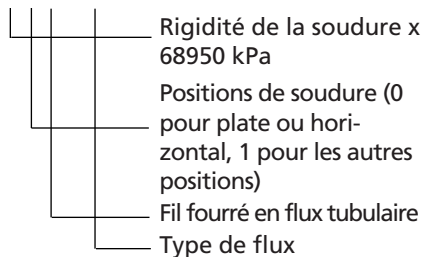 Rigidité de la soudure x
68950 kPa
Positions de soudure (0
pour plate ou hori-
zontal, 1 pour les autres
positions)
Fil fourré en flux tubulaire
Type de flux